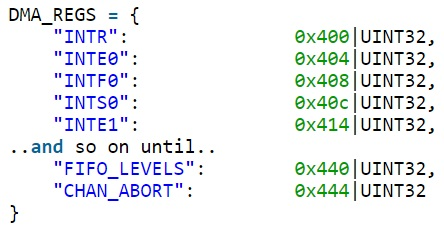 DMA_REGS = {
"INTR": 0x400|UINT32,
"INTE0": 0x404|UINT32,
"INTF0": 0x408|UINT32,
"INTS0": 0x40c|UINT32,
"INTE1": 0x414|UINT32,
..and so on until..
"FIFO_LEVELS": 0x440|UINT32,
"CHAN_ABORT": 0x444|UINT32
}